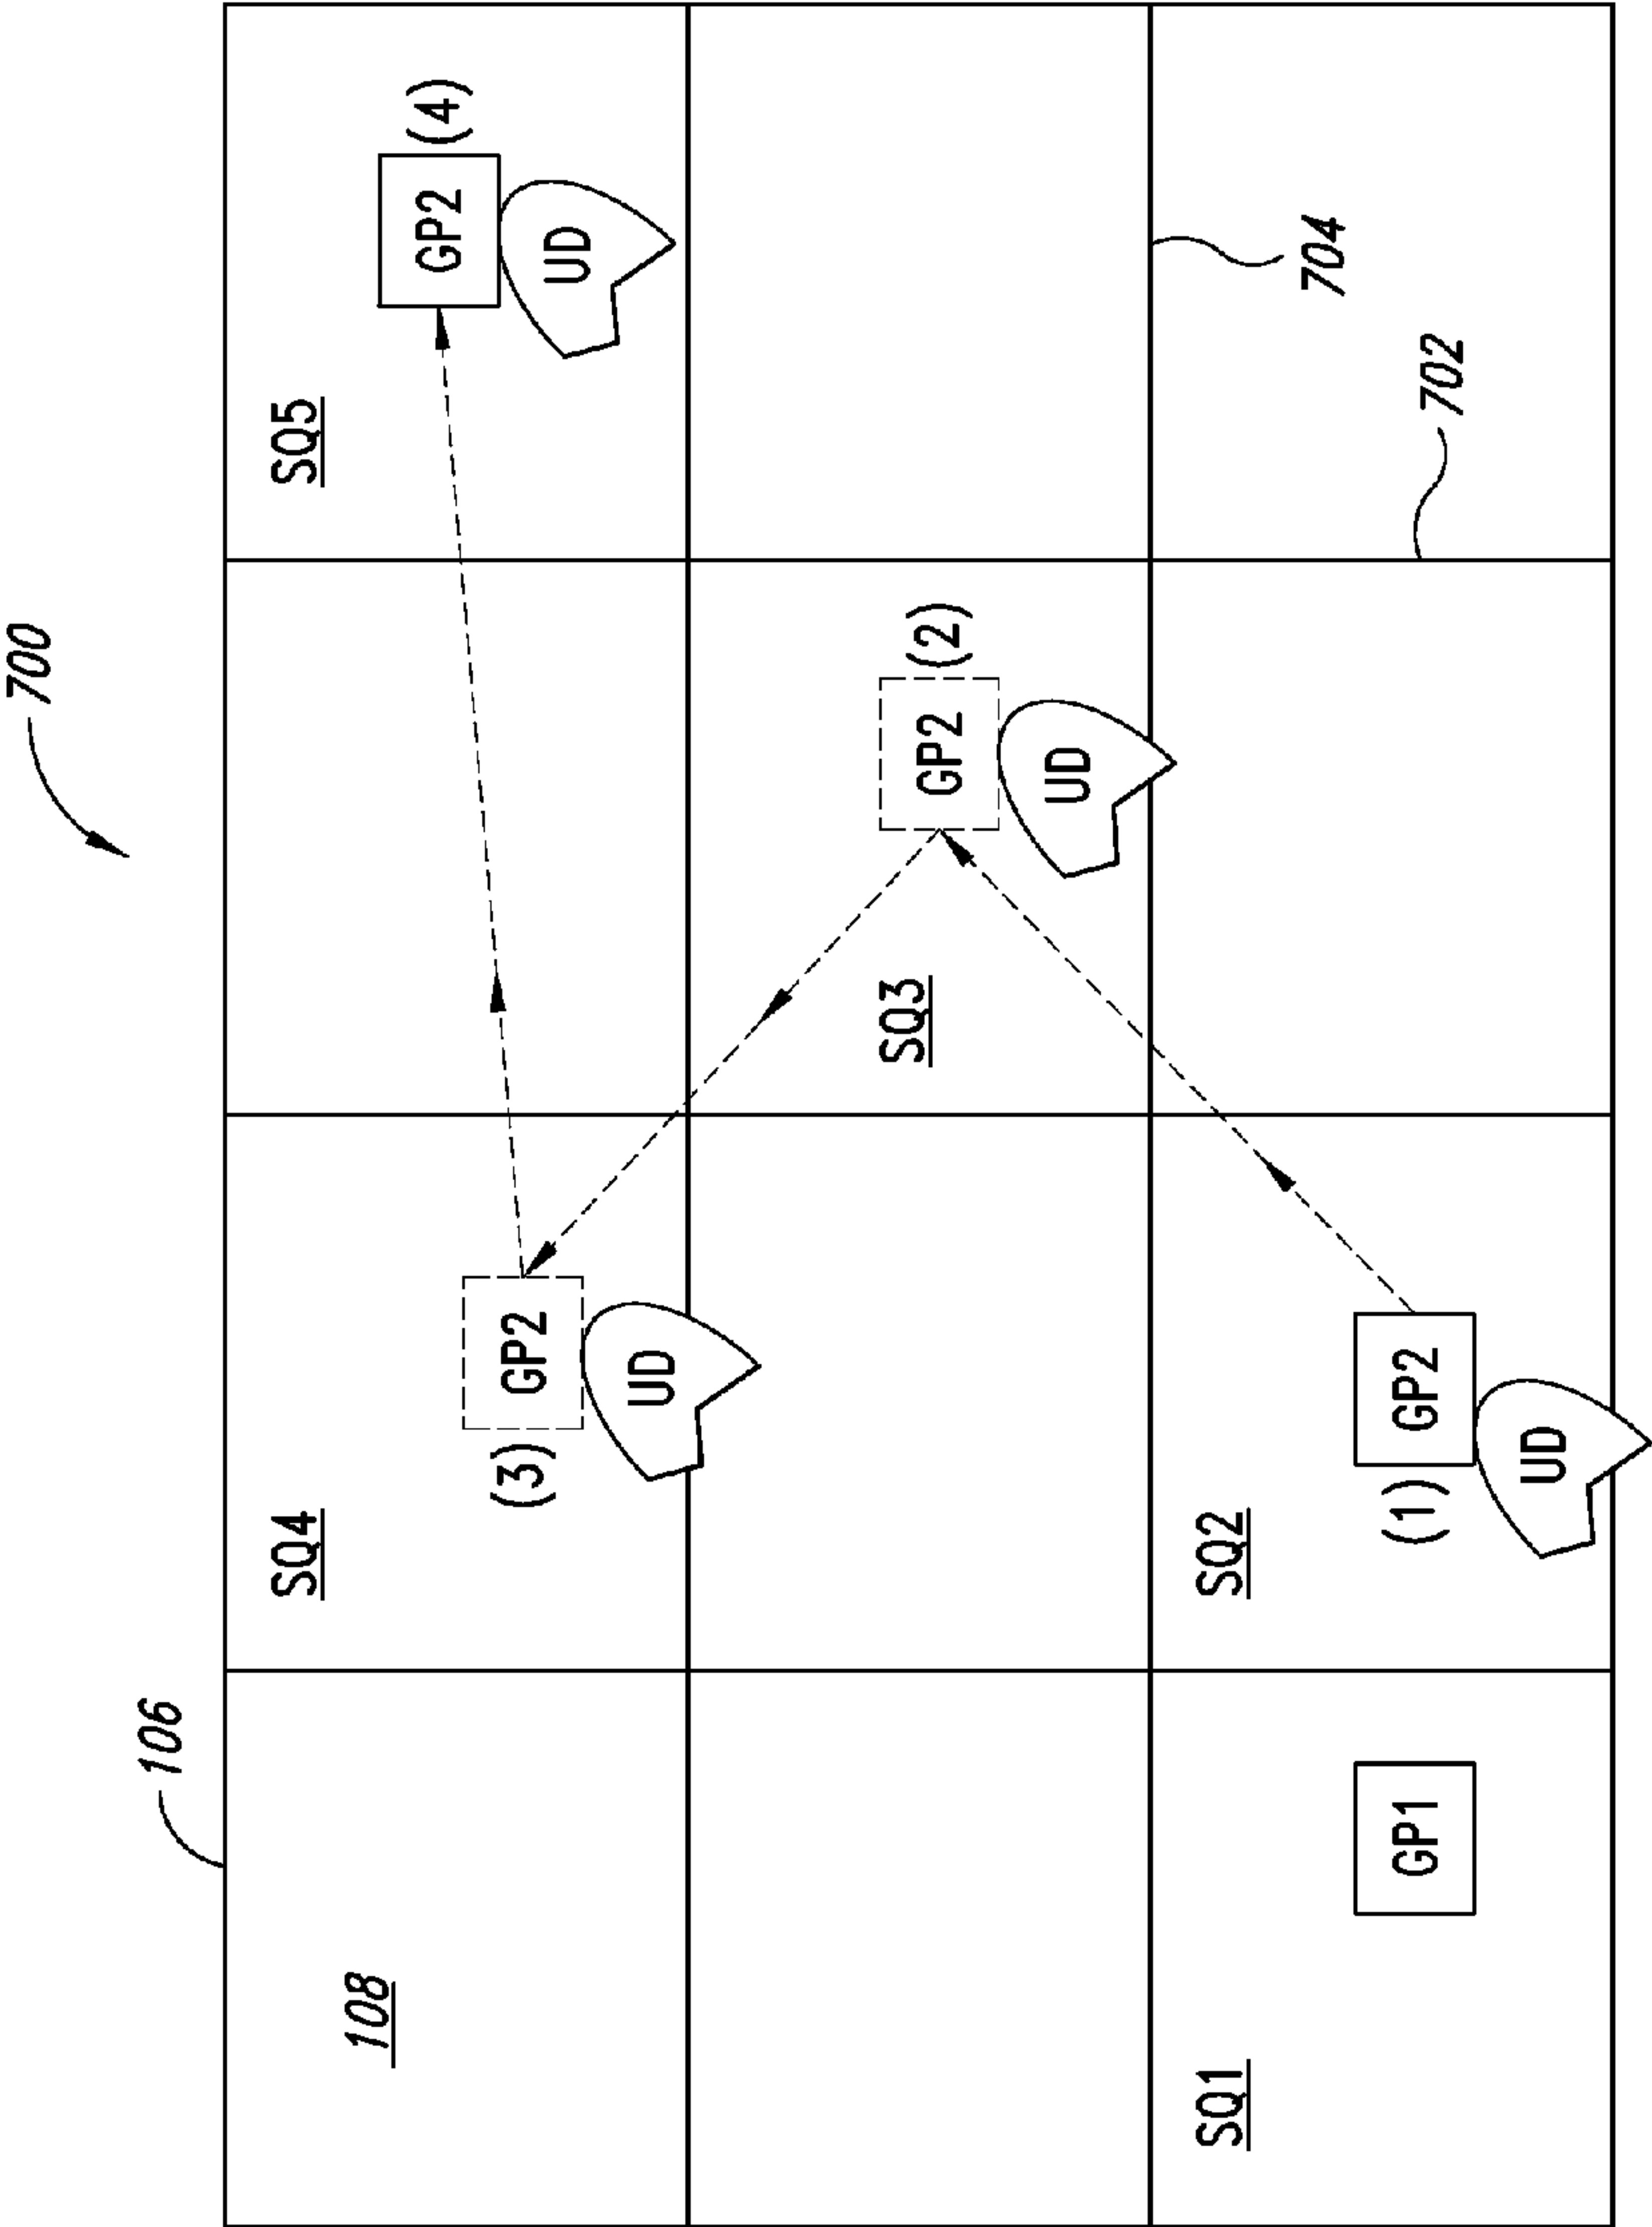 700
106
SQ4
SQ5
108
GP2 (4)
(3) GP2
UD
UD
GP2 (2)
SQ3
UD
SQ1
SQ2
704
GP1
(1) GP2
702
UD